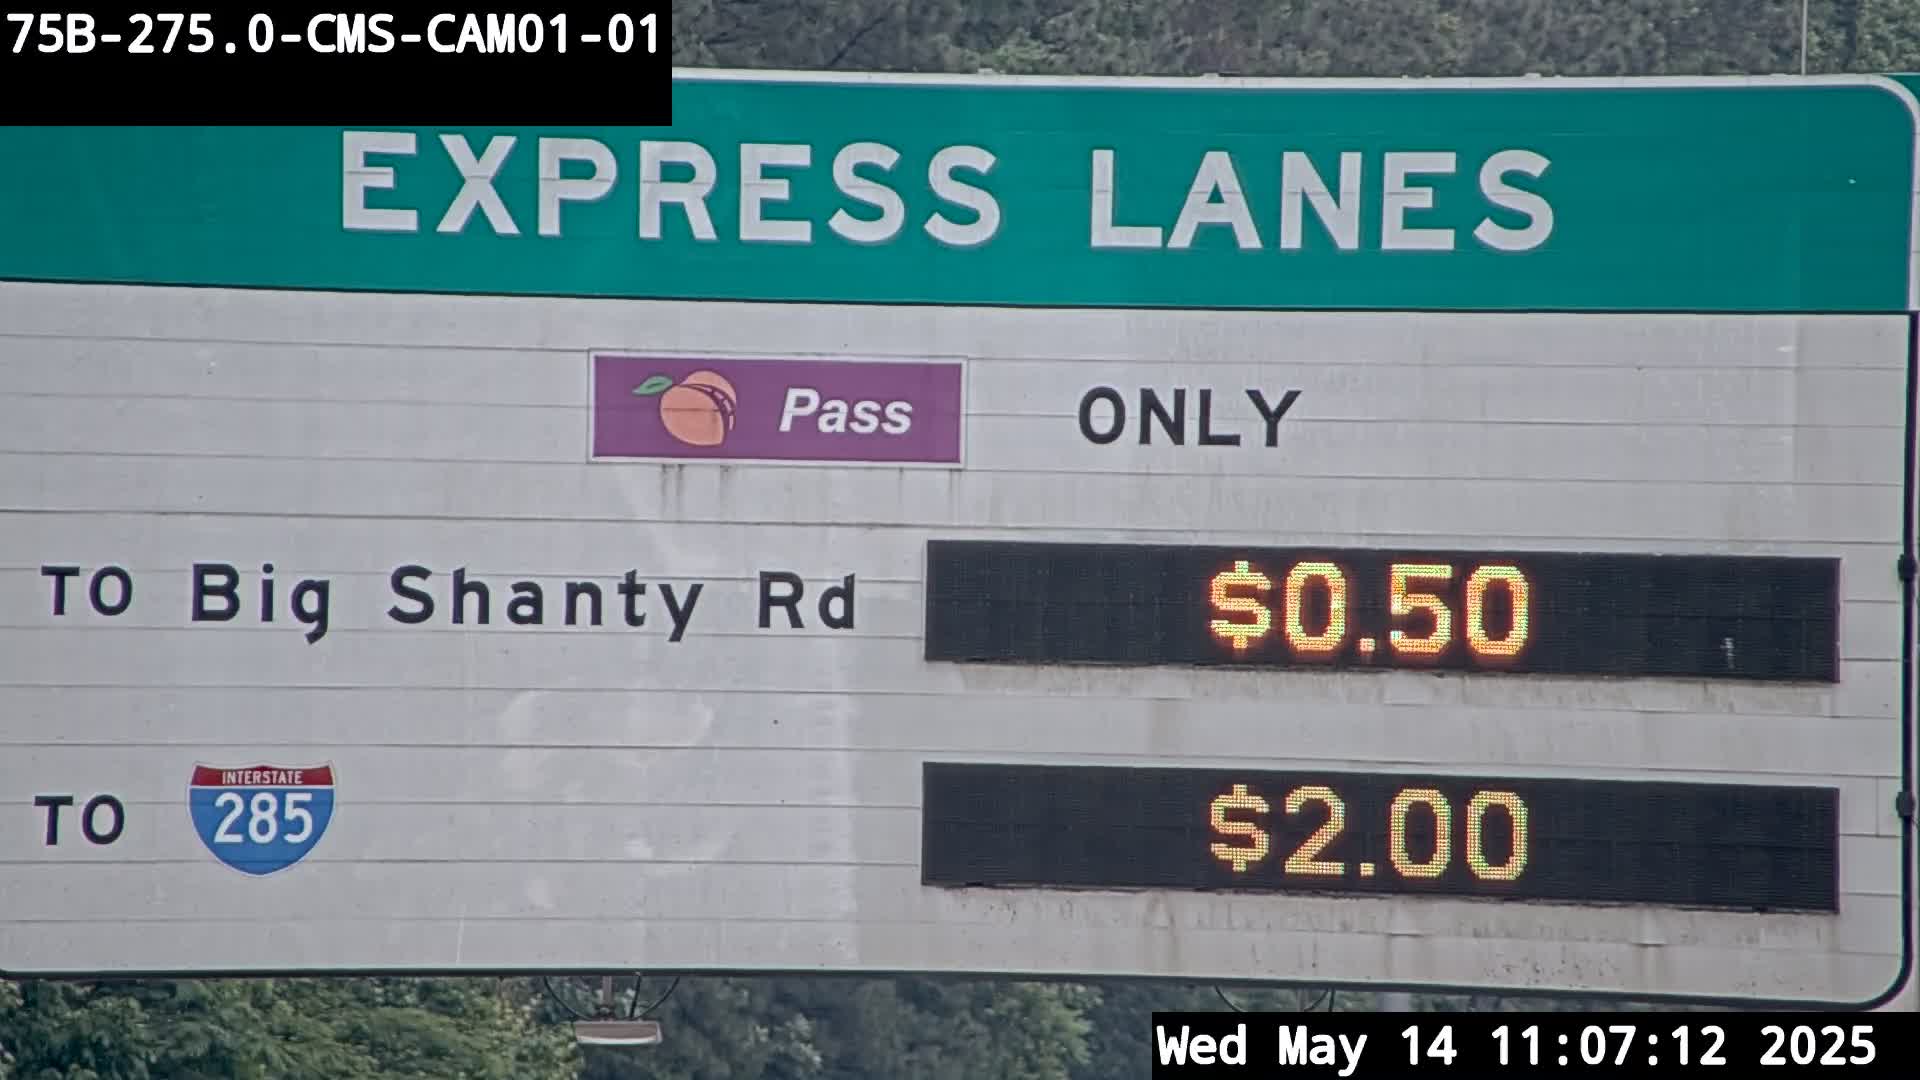 75B-275.0-CMS-CAM01-01
EXPRESS LANES
Pass ONLY
TO Big Shanty Rd $0.50
TO INTERSTATE 285 $2.00
Wed May 14 11:07:12 2025